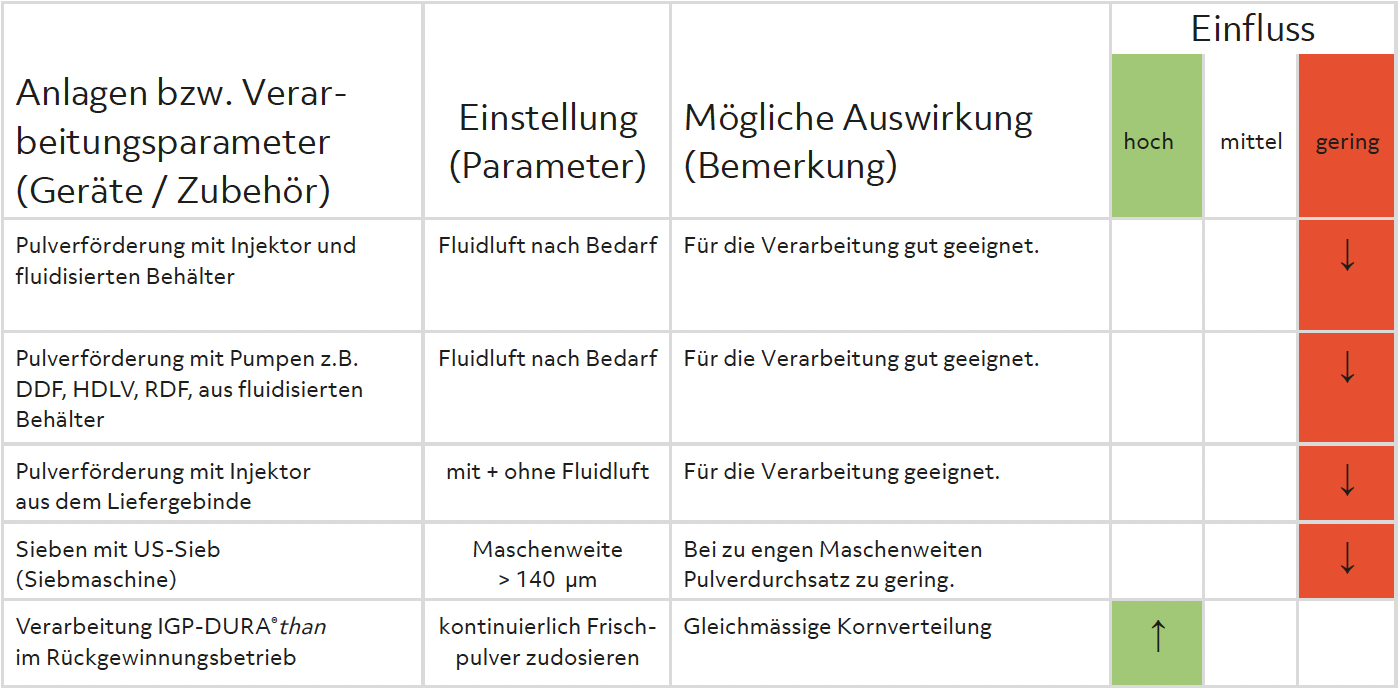 Einfluss
Anlagen bzw. Verar-
beitungsparameter
(Geräte / Zubehör)
Einstellung
(Parameter)
Mögliche Auswirkung
(Bemerkung)
hoch
mittel
gering
Pulverförderung mit Injektor und
fluidisierten Behälter
Fluidluft nach Bedarf
Für die Verarbeitung gut geeignet.
↓
Pulverförderung mit Pumpen z.B.
DDF, HDLV, RDF, aus fluidisierten
Behälter
Fluidluft nach Bedarf
Für die Verarbeitung gut geeignet.
↓
Pulverförderung mit Injektor
aus dem Liefergebinde
mit + ohne Fluidluft
Für die Verarbeitung geeignet.
↓
Sieben mit US-Sieb
(Siebmaschine)
Maschenweite
> 140 µm
Bei zu engen Maschenweiten
Pulverdurchsatz zu gering.
↓
Verarbeitung IGP-DURA®than
im Rückgewinnungsbetrieb
kontinuierlich Frisch-
pulver zudosieren
Gleichmässige Kornverteilung
↑